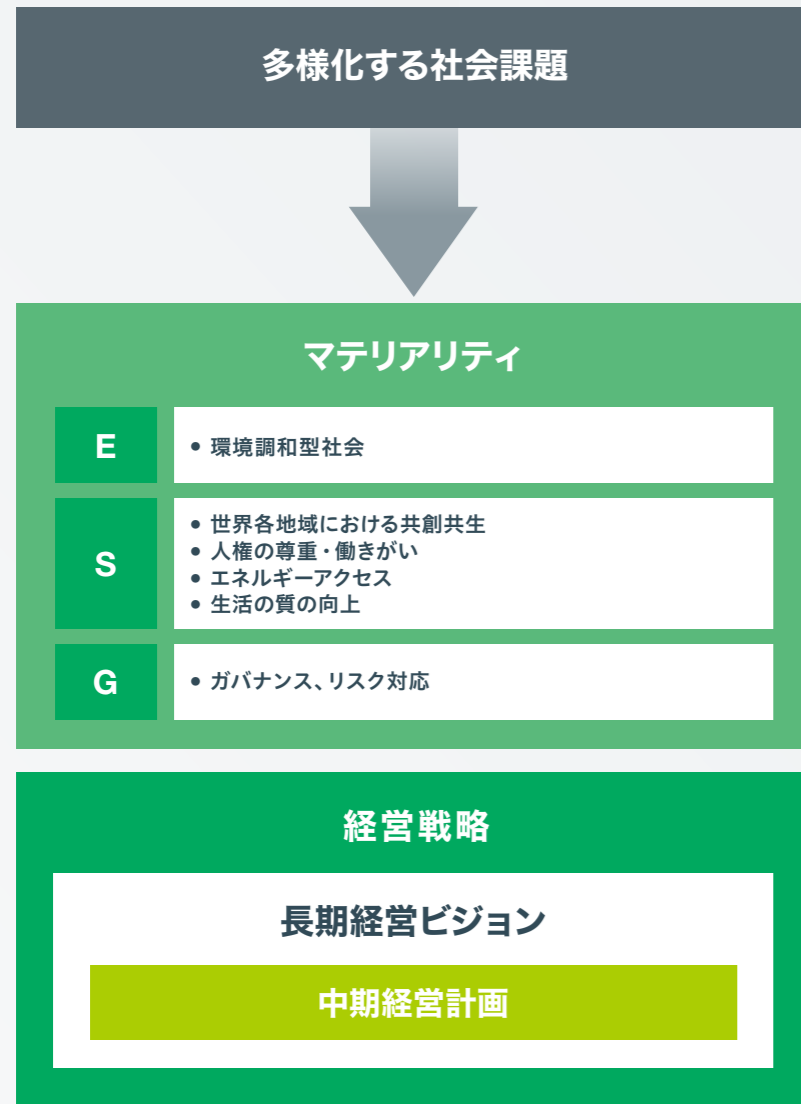 多様化する社会課題
マテリアリティ
E
• 環境調和型社会
S
• 世界各地域における共創共生
• 人権の尊重・働きがい
• エネルギーアクセス
• 生活の質の向上
G
• ガバナンス、リスク対応
経営戦略
長期経営ビジョン
中期経営計画